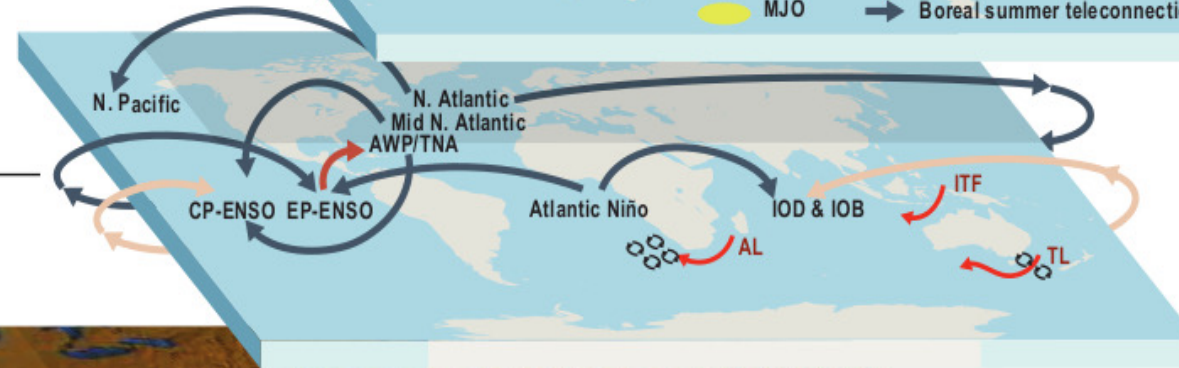 MJO
Boreal summer teleconnecti
N. Pacific
N. Atlantic
Mid N. Atlantic
AWP/TNA
CP-ENSO
EP-ENSO
Atlantic Niño
IOD & IOB
ITF
AL
TL